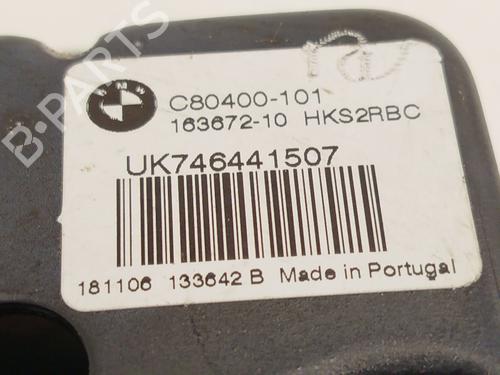 B-PARTS
BMW
C80400-101
163672-10 HKS2RBC
UK746441507
181106 133642 B Made in Portugal